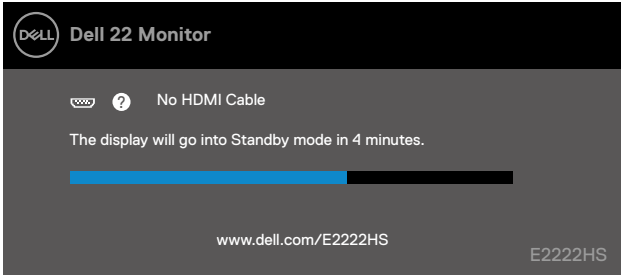 DELL Dell 22 Monitor
? No HDMI Cable
The display will go into Standby mode in 4 minutes.
www.dell.com/E2222HS
E2222HS